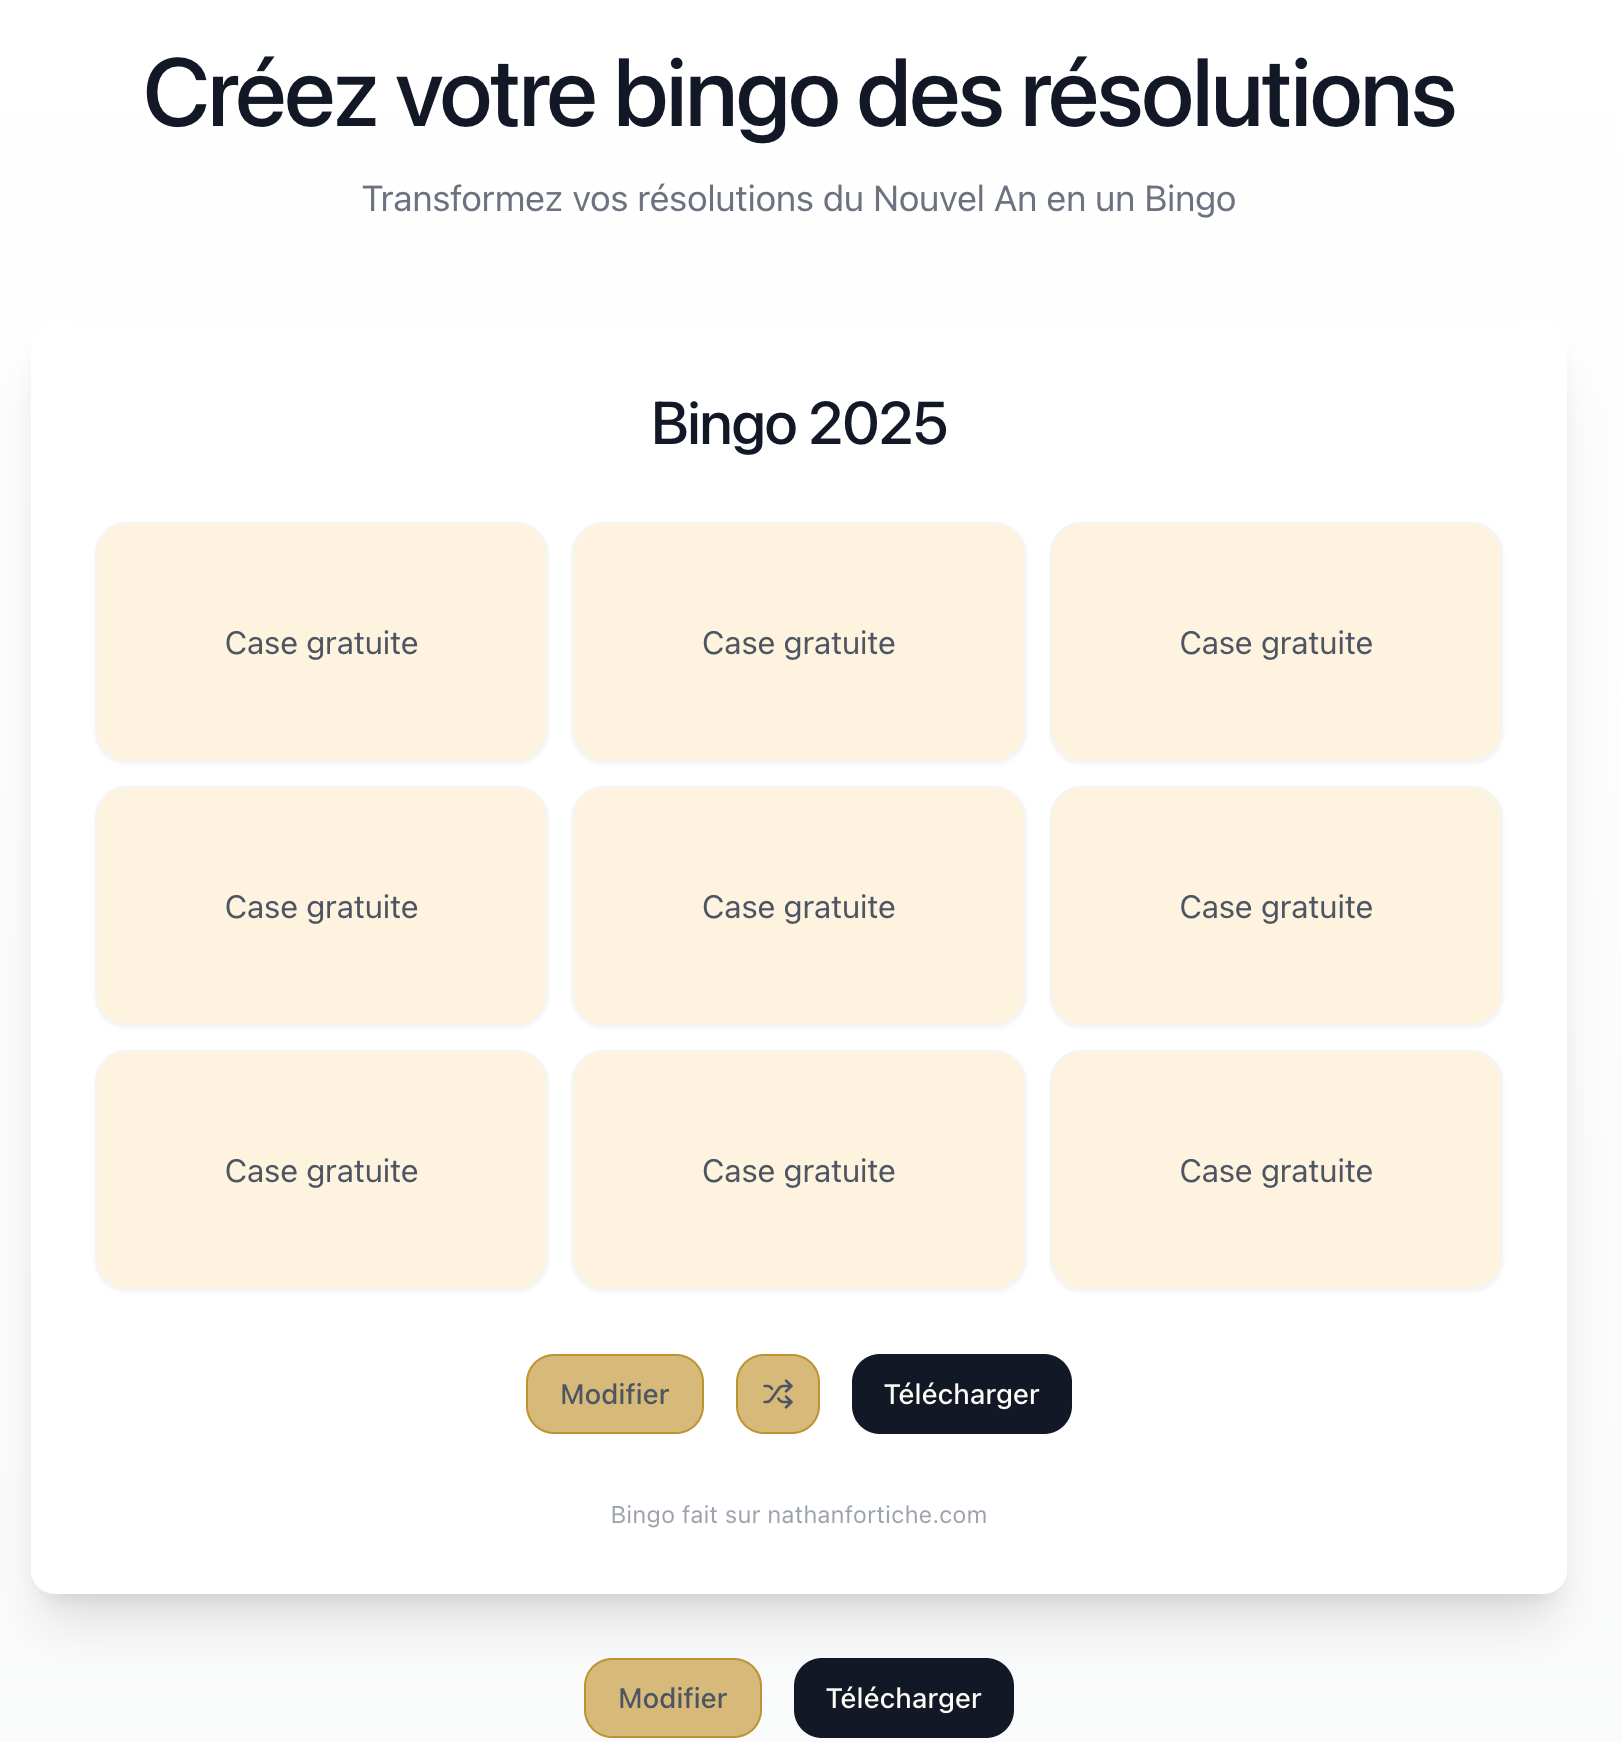 Créez votre bingo des résolutions
Transformez vos résolutions du Nouvel An en un Bingo
Bingo 2025
Case gratuite
Case gratuite
Case gratuite
Case gratuite
Case gratuite
Case gratuite
Case gratuite
Case gratuite
Case gratuite
Modifier
Télécharger
Bingo fait sur nathanfortiche.com
Modifier
Télécharger